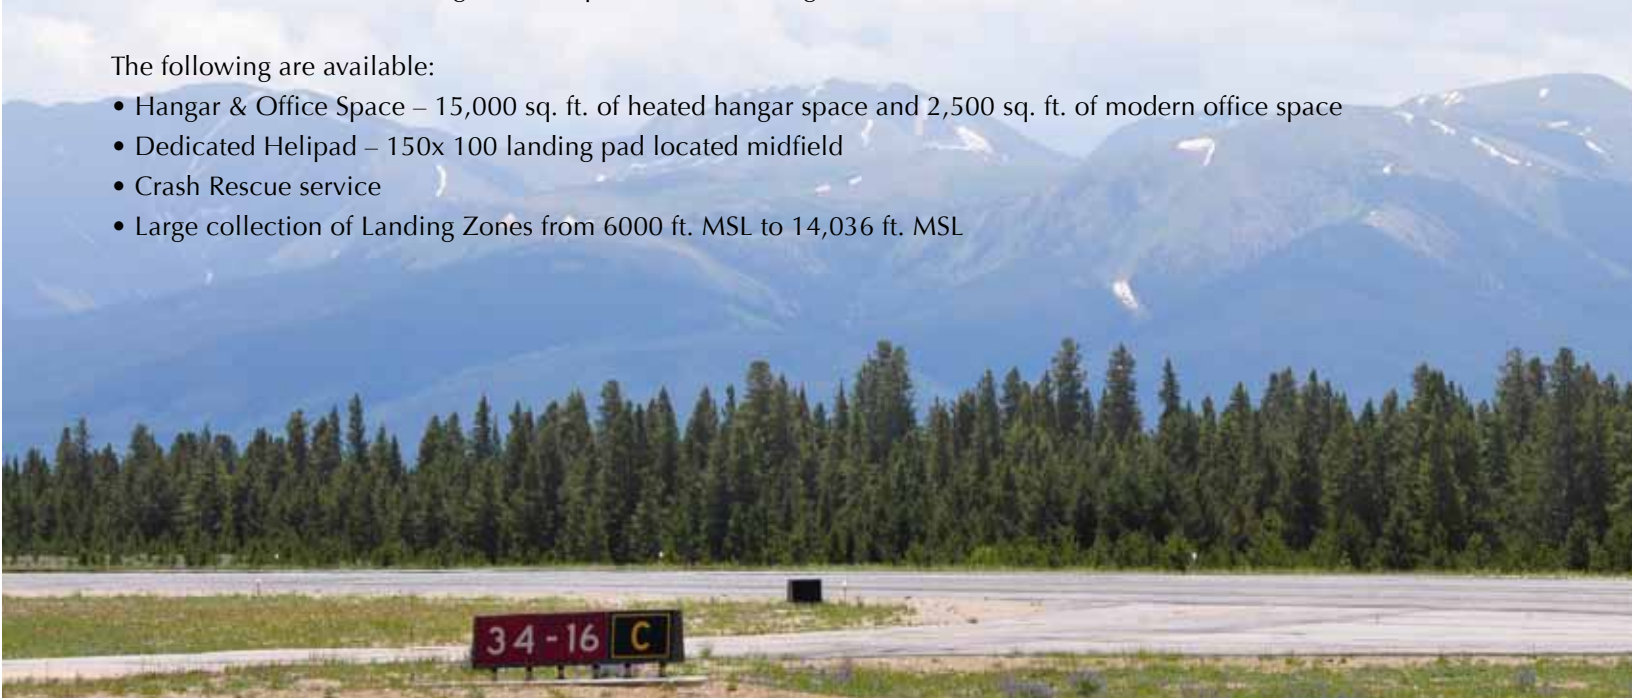 The following are available:
• Hangar & Office Space – 15,000 sq. ft. of heated hangar space and 2,500 sq. ft. of modern office space
• Dedicated Helipad – 150x 100 landing pad located midfield
• Crash Rescue service
• Large collection of Landing Zones from 6000 ft. MSL to 14,036 ft. MSL
34-16 C